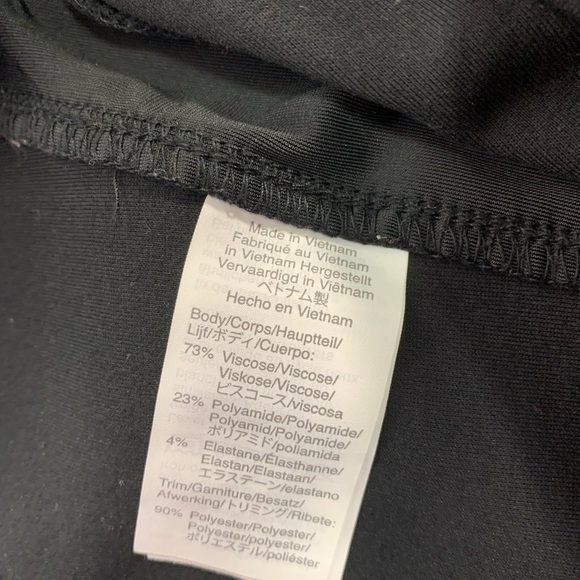 Made in Vietnam
Fabriqué au Vietnam
In Vietnam Hergestellt
Vervaardigd in Viëtnam
ベトナム製
Hecho en Vietnam
Body/Corps/Hauptteil/
Lijf/ボディ/Cuerpo:
73% Viscose/Viscose/
Viskose/Viscose/
ビスコース/viscosa
23% Polyamide/Polyamide/
Polyamid/Polyamide/
ポリアミド/poliamida
4% Elastane/Élasthanne/
Elastan/Elastaan/
エラステーン/elastano
Trim/Garniture/Besatz/
Afwerking/トリミング/Ribete:
90% Polyester/Polyester/
Polyester/Polyester/
ポリエステル/poliéster